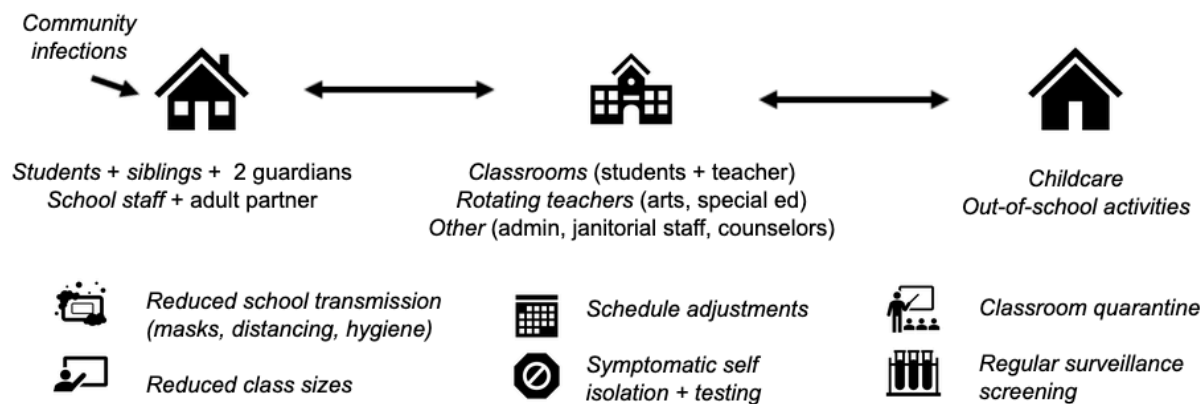 Community
infections
Students + siblings + 2 guardians
School staff + adult partner
Classrooms (students + teacher)
Rotating teachers (arts, special ed)
Other (admin, janitorial staff, counselors)
Childcare
Out-of-school activities
Reduced school transmission
(masks, distancing, hygiene)
Schedule adjustments
Classroom quarantine
Reduced class sizes
Symptomatic self
isolation + testing
Regular surveillance
screening